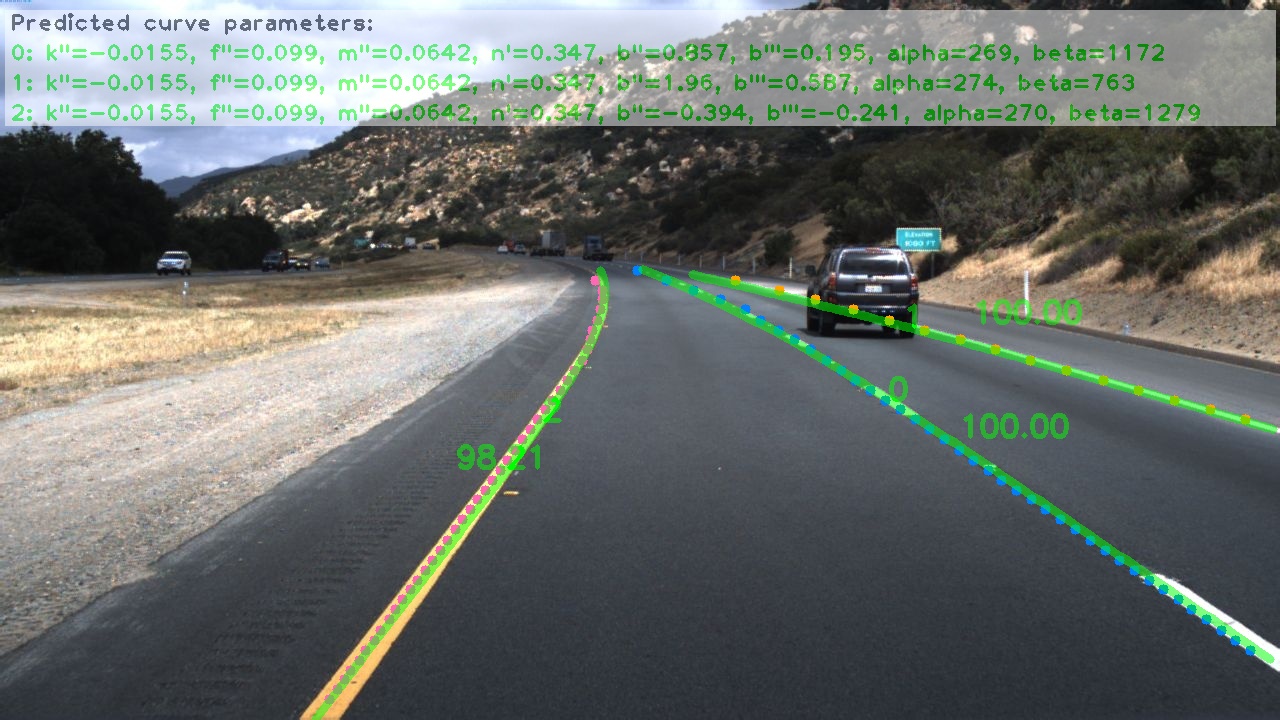 Predicted curve parameters:
0: k''=-0.0155, f''=0.099, m''=0.0642, n'=0.347, b''=0.857, b'''=0.195, alpha=269, beta=1172
1: k''=-0.0155, f''=0.099, m''=0.0642, n'=0.347, b''=1.96, b'''=0.587, alpha=274, beta=763
2: k''=-0.0155, f''=0.099, m''=0.0642, n'=0.347, b''=-0.394, b'''=-0.241, alpha=270, beta=1279
ELEVATION
1080 FT
1 100.00
0
100.00
2
98.21